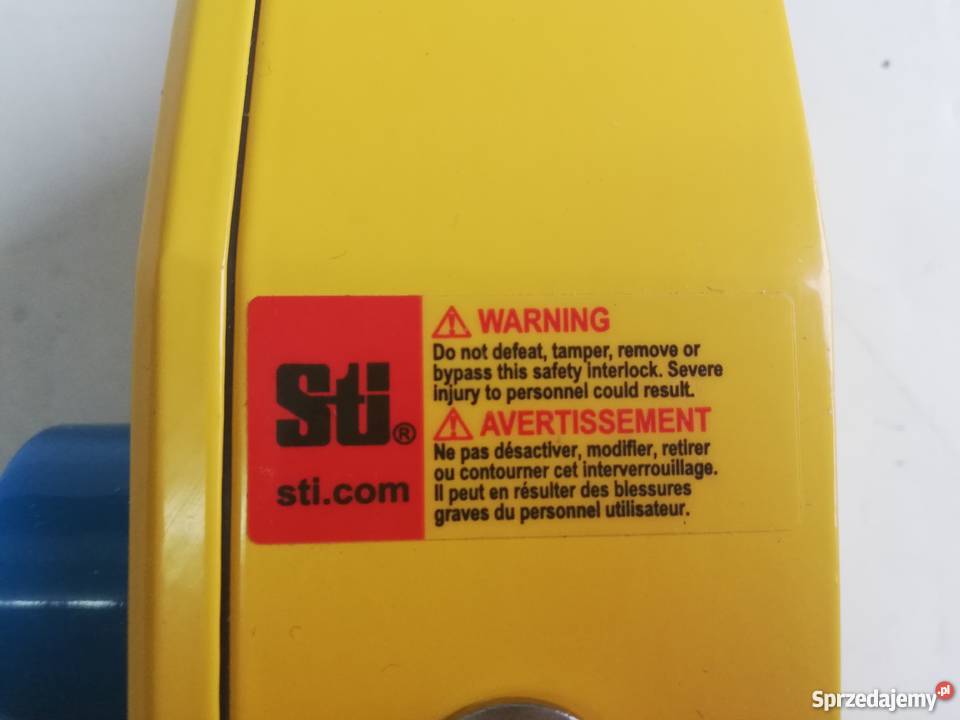 Sti®
sti.com
WARNING
Do not defeat, tamper, remove or
bypass this safety interlock. Severe
injury to personnel could result.
AVERTISSEMENT
Ne pas désactiver, modifier, retirer
ou contourner cet interverrouillage.
Il peut en résulter des blessures
graves du personnel utilisateur.
Sprzedajemy.pl